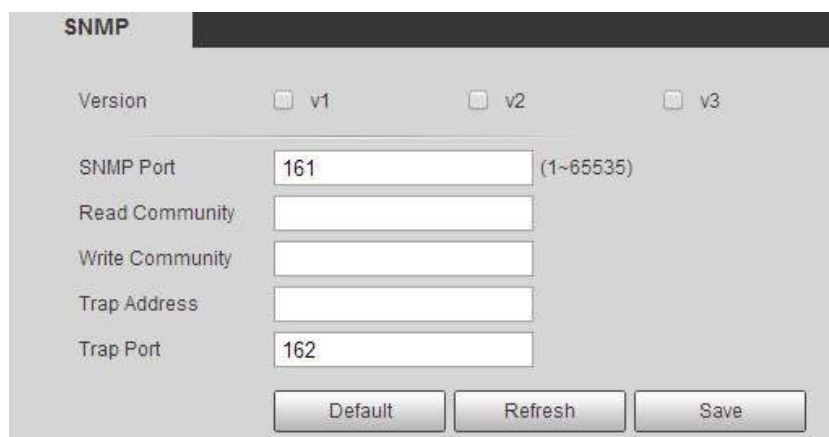 SNMP
Version v1 v2 v3
SNMP Port 161 (1~65535)
Read Community
Write Community
Trap Address
Trap Port 162
Default Refresh Save